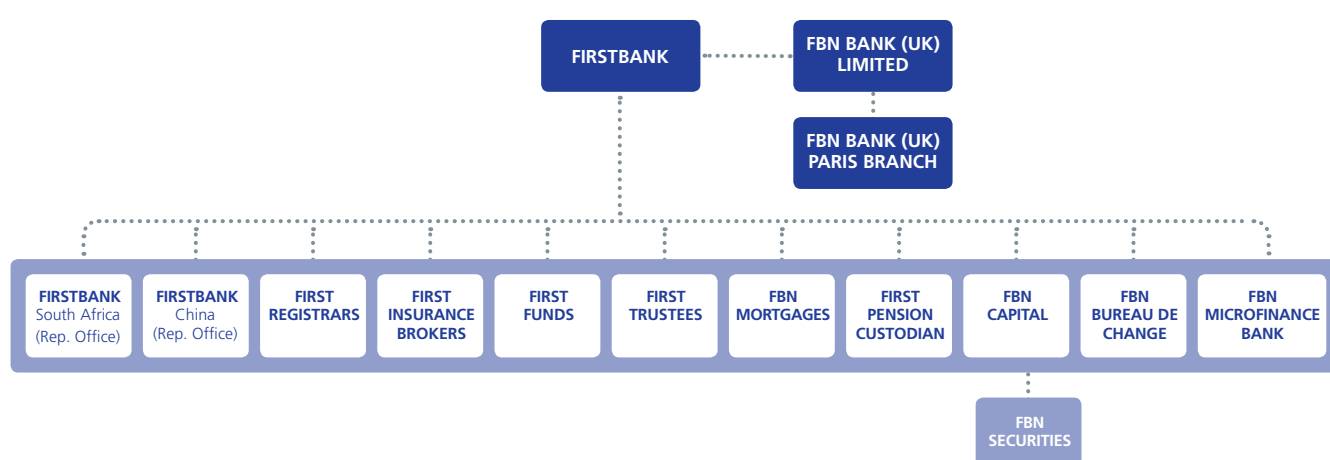 FIRSTBANK
FBN BANK (UK)
LIMITED
FBN BANK (UK)
PARIS BRANCH
FIRSTBANK
South Africa
(Rep. Office)
FIRSTBANK
China
(Rep. Office)
FIRST
REGISTRARS
FIRST
INSURANCE
BROKERS
FIRST
FUNDS
FIRST
TRUSTEES
FBN
MORTGAGES
FIRST
PENSION
CUSTODIAN
FBN
CAPITAL
FBN
BUREAU DE
CHANGE
FBN
MICROFINANCE
BANK
FBN
SECURITIES